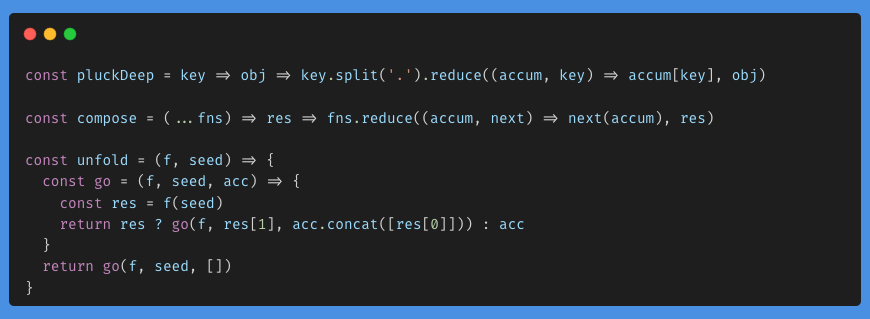 const pluckDeep = key => obj => key.split('.').reduce((accum, key) => accum[key], obj)
const compose = (...fns) => res => fns.reduce((accum, next) => next(accum), res)
const unfold = (f, seed) => {
const go = (f, seed, acc) => {
const res = f(seed)
return res ? go(f, res[1], acc.concat([res[0]])) : acc
}
return go(f, seed, [])
}